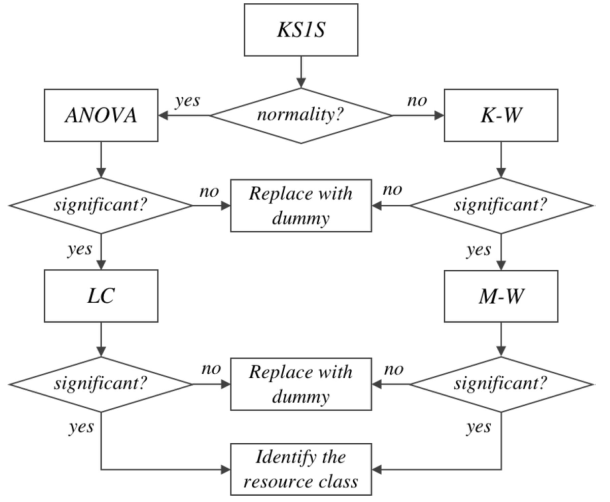 KS1S
yes
normality?
no
ANOVA
K-W
significant?
no
Replace with
dummy
no
significant?
yes
yes
LC
M-W
significant?
no
Replace with
dummy
no
significant?
yes
yes
Identify the
resource class